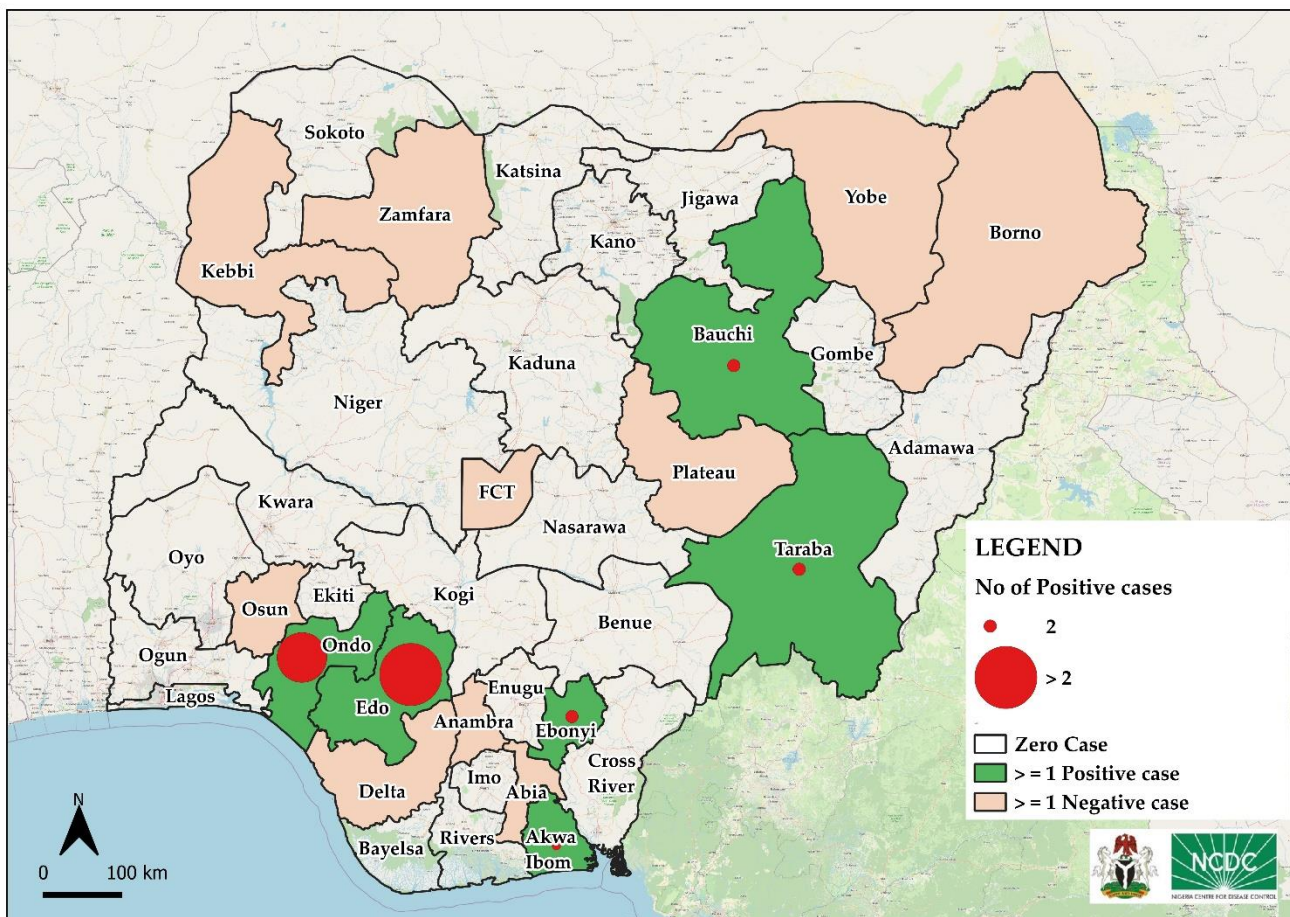 Sokoto
Katsina
Jigawa
Yobe
Zamfara
Kano
Borno
Kebbi
Bauchi
Gombe
Kaduna
Niger
Adamawa
Plateau
FCT
Kwara
Nasarawa
Taraba
Oyo
Ekiti
Kogi
Osun
Benue
Ondo
Ogun
Enugu
Lagos
Edo
Anambra
Ebonyi
Cross
River
Imo
Abia
Delta
Akwa
Ibom
Rivers
Bayelsa
N
0
100 km
LEGEND
No of Positive cases
2
> 2
Zero Case
> = 1 Positive case
> = 1 Negative case
NCDC
NIGERIA CENTRE FOR DISEASE CONTROL